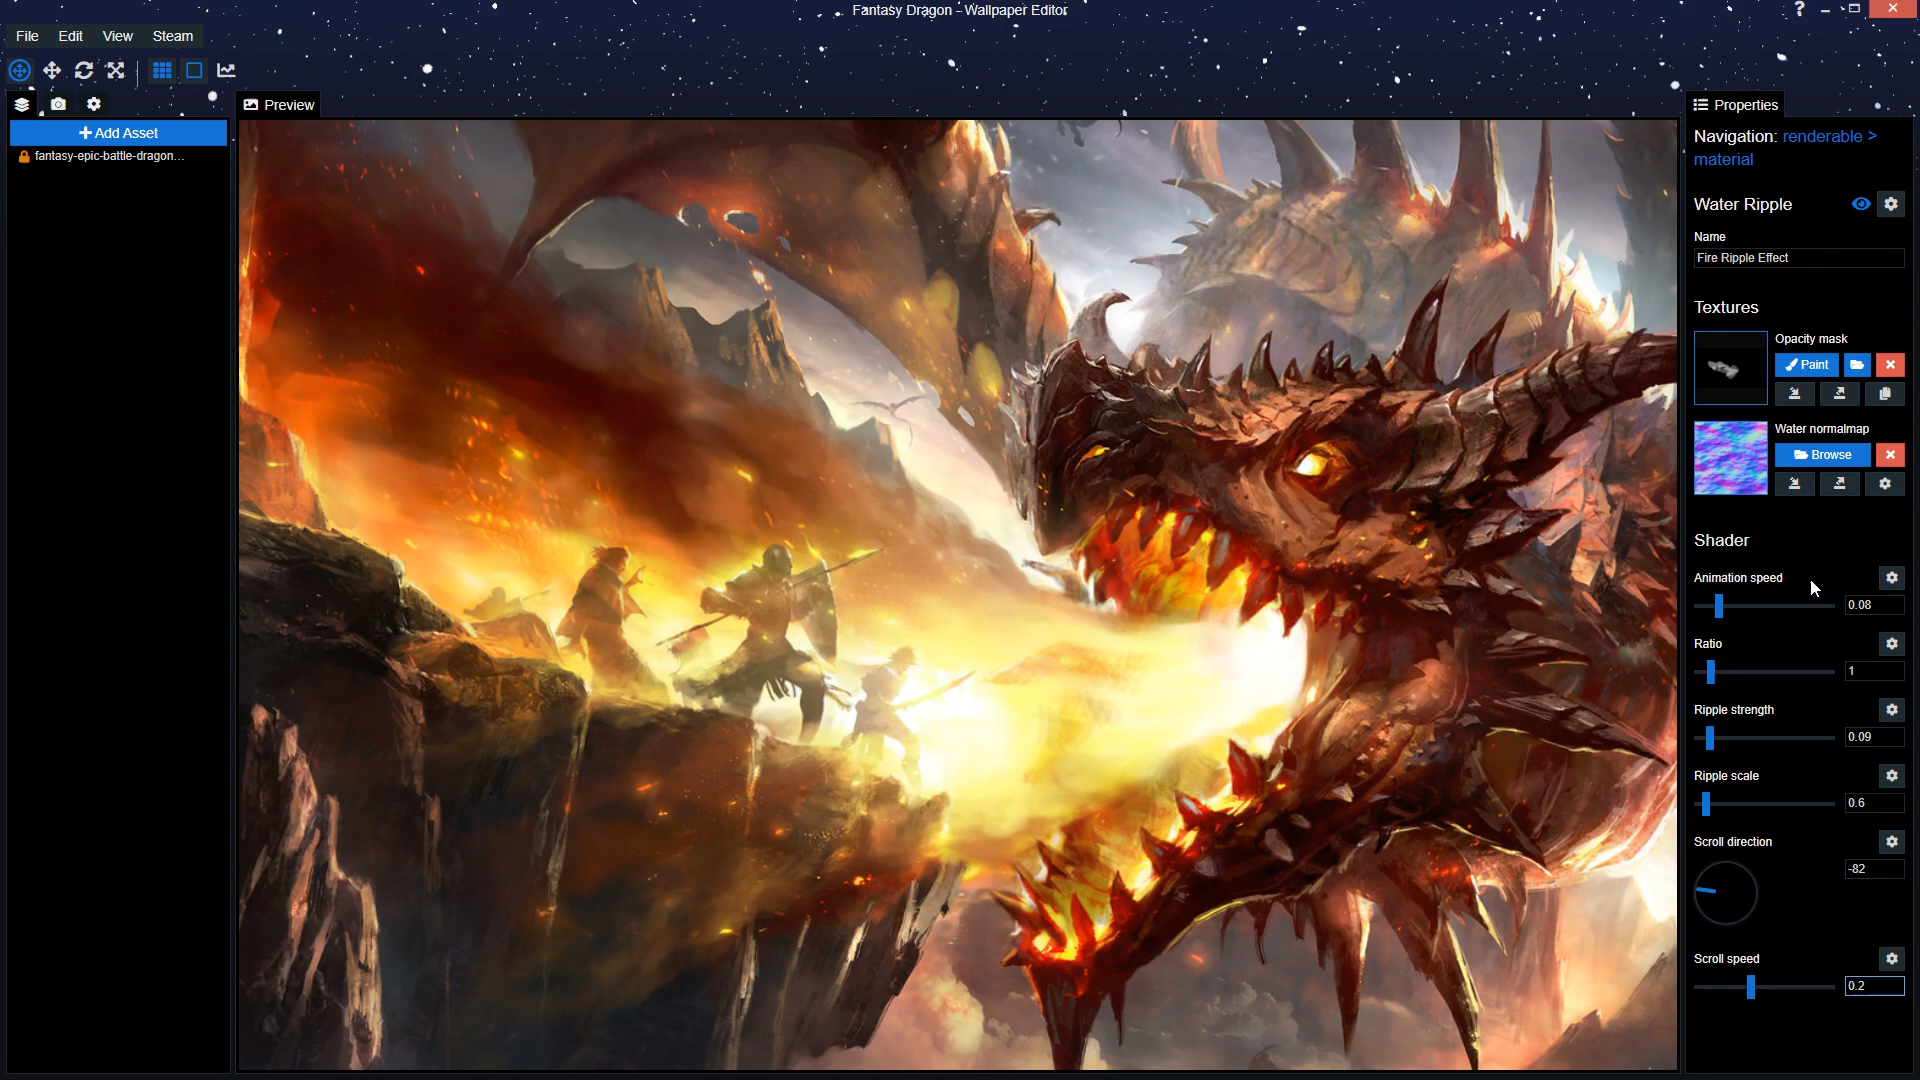 Fantasy Dragon - Wallpaper Editor
File Edit View Steam
Preview
Properties
Add Asset
fantasy-epic-battle-dragon...
Navigation: renderable >
material
Water Ripple
Name
Fire Ripple Effect
Textures
Opacity mask
Paint
Water normalmap
Browse
Shader
Animation speed
0.08
Ratio
1
Ripple strength
0.09
Ripple scale
0.6
Scroll direction
-82
Scroll speed
0.2